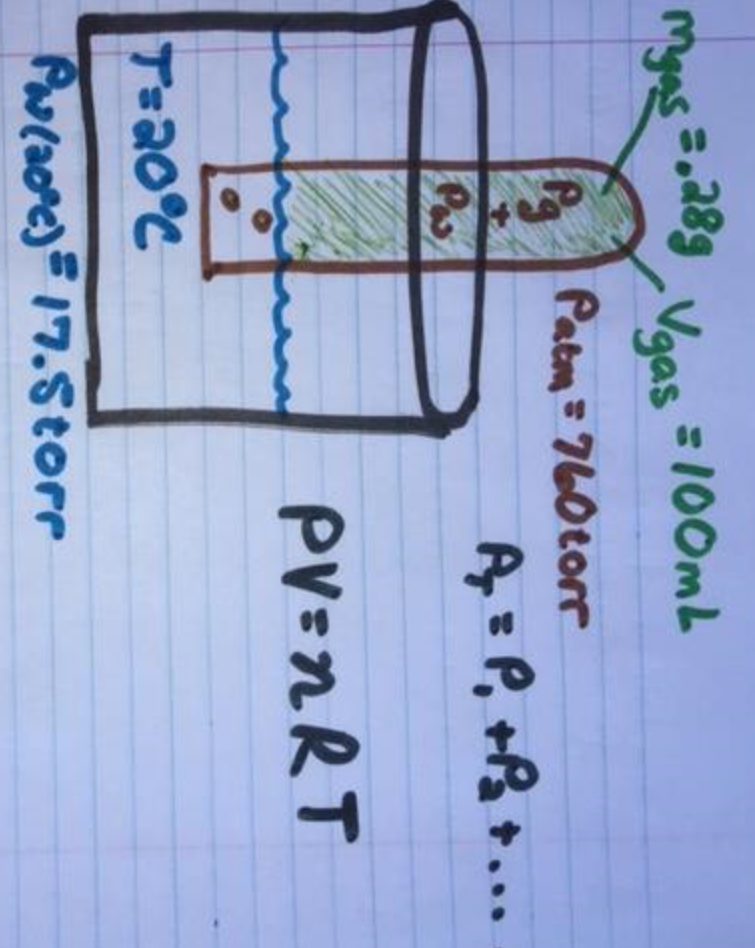 mgas = .28g
Vgas = 100mL
Pg
+
Pw
Patm = 760torr
PT = P1 + P2 + ...
PV = nRT
T = 20°C
Pw(20°C) = 17.5torr